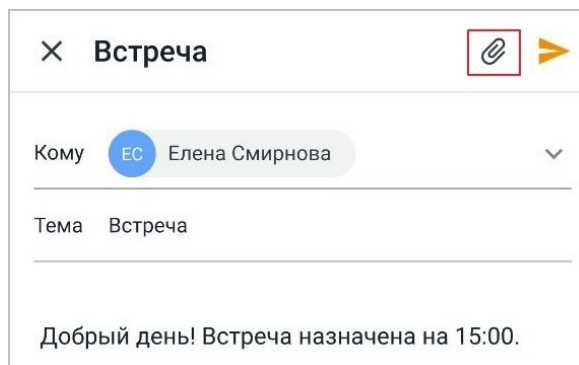 Встреча
Кому ЕС Елена Смирнова
Тема Встреча
Добрый день! Встреча назначена на 15:00.